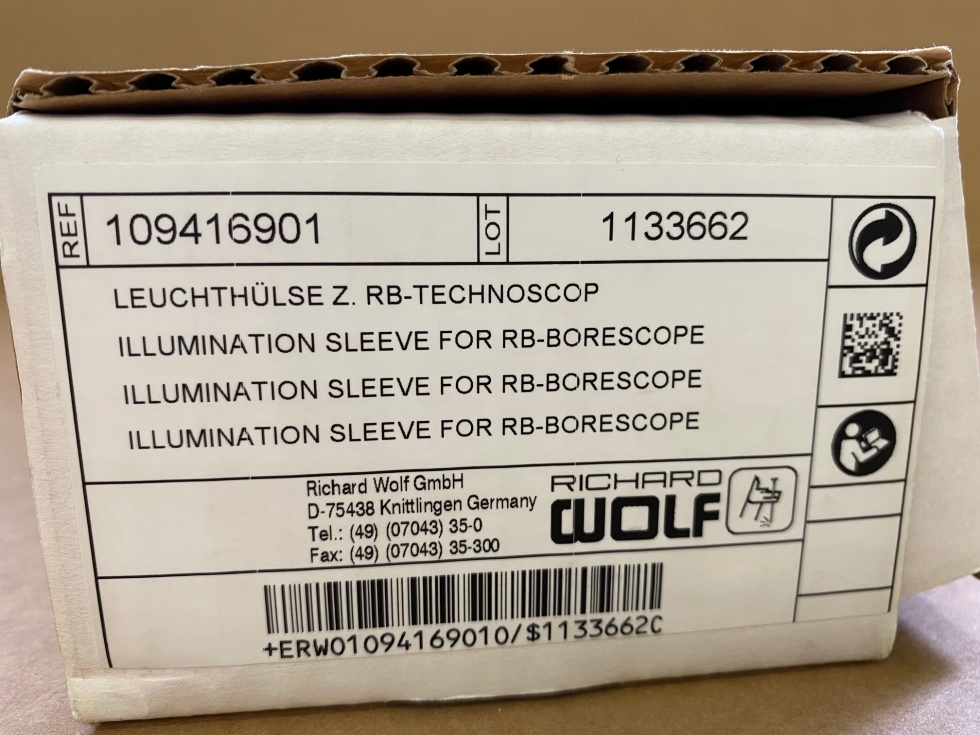 REF 109416901 LOT 1133662
LEUCHTHÜLSE Z. RB-TECHNOSCOP
ILLUMINATION SLEEVE FOR RB-BORESCOPE
ILLUMINATION SLEEVE FOR RB-BORESCOPE
ILLUMINATION SLEEVE FOR RB-BORESCOPE
Richard Wolf GmbH
D-75438 Knittlingen Germany
Tel.: (49) (07043) 35-0
Fax: (49) (07043) 35-300
RICHARD
WOLF
+ERW01094169010/$1133662C